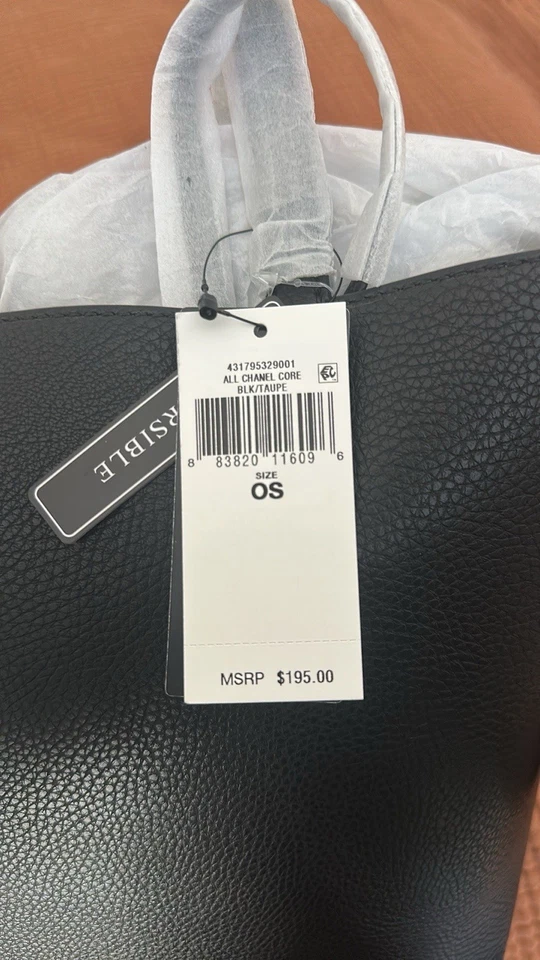 431795329001
ALL CHANEL CORE
BLK/TAUPE
8 83820 11609 6
SIZE
OS
MSRP $195.00
RSIBLE